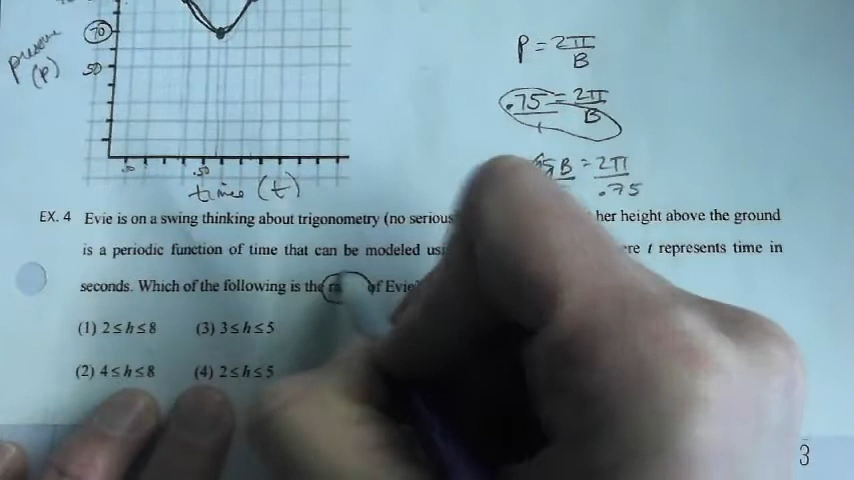 70
pressure
(P)
50
P = 2π
B
.75 = 2π
B
B = 2π
.75
.50
time (t)
EX. 4 Evie is on a swing thinking about trigonometry (no serious her height above the ground
is a periodic function of time that can be modeled t represents time in
seconds. Which of the following is the of
(1) 2 ≤ h ≤ 8 (3) 3 ≤ h ≤ 5
(2) 4 ≤ h ≤ 8 (4) 2 ≤ h ≤ 5
3